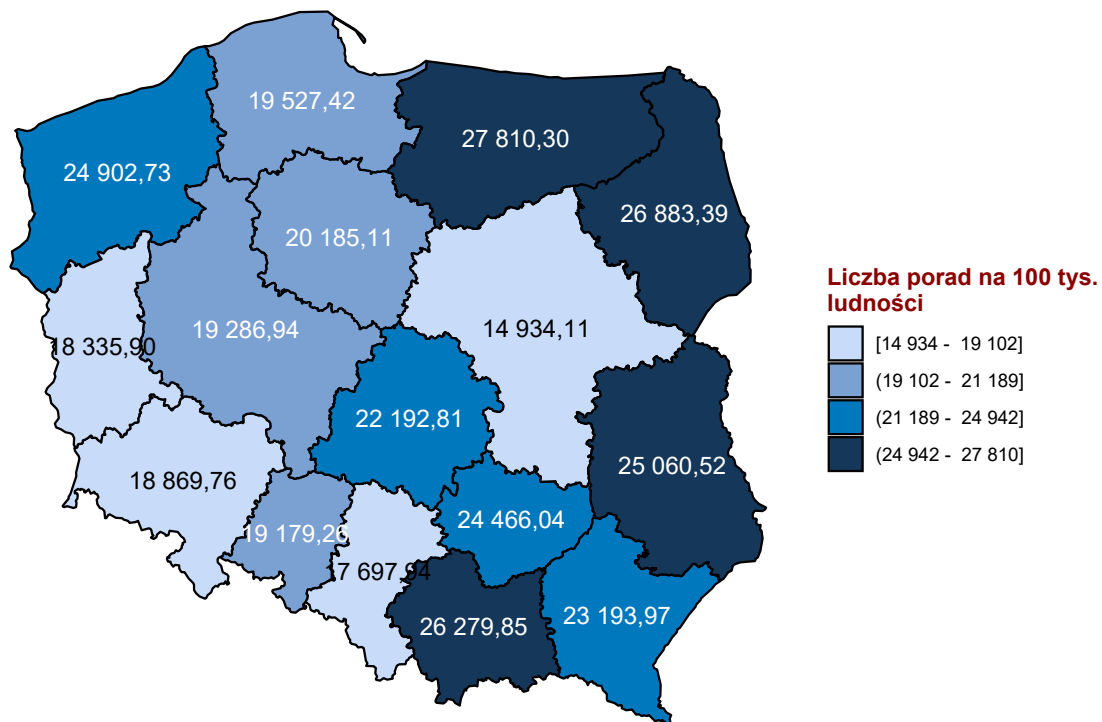 19 527,42
27 810,30
24 902,73
26 883,39
20 185,11
Liczba porad na 100 tys.
ludności
19 286,94
14 934,11
18 335,90
[14 934 - 19 102]
(19 102 - 21 189]
(21 189 - 24 942]
(24 942 - 27 810]
22 192,81
25 060,52
18 869,76
24 466,04
19 179,26
17 697,94
23 193,97
26 279,85